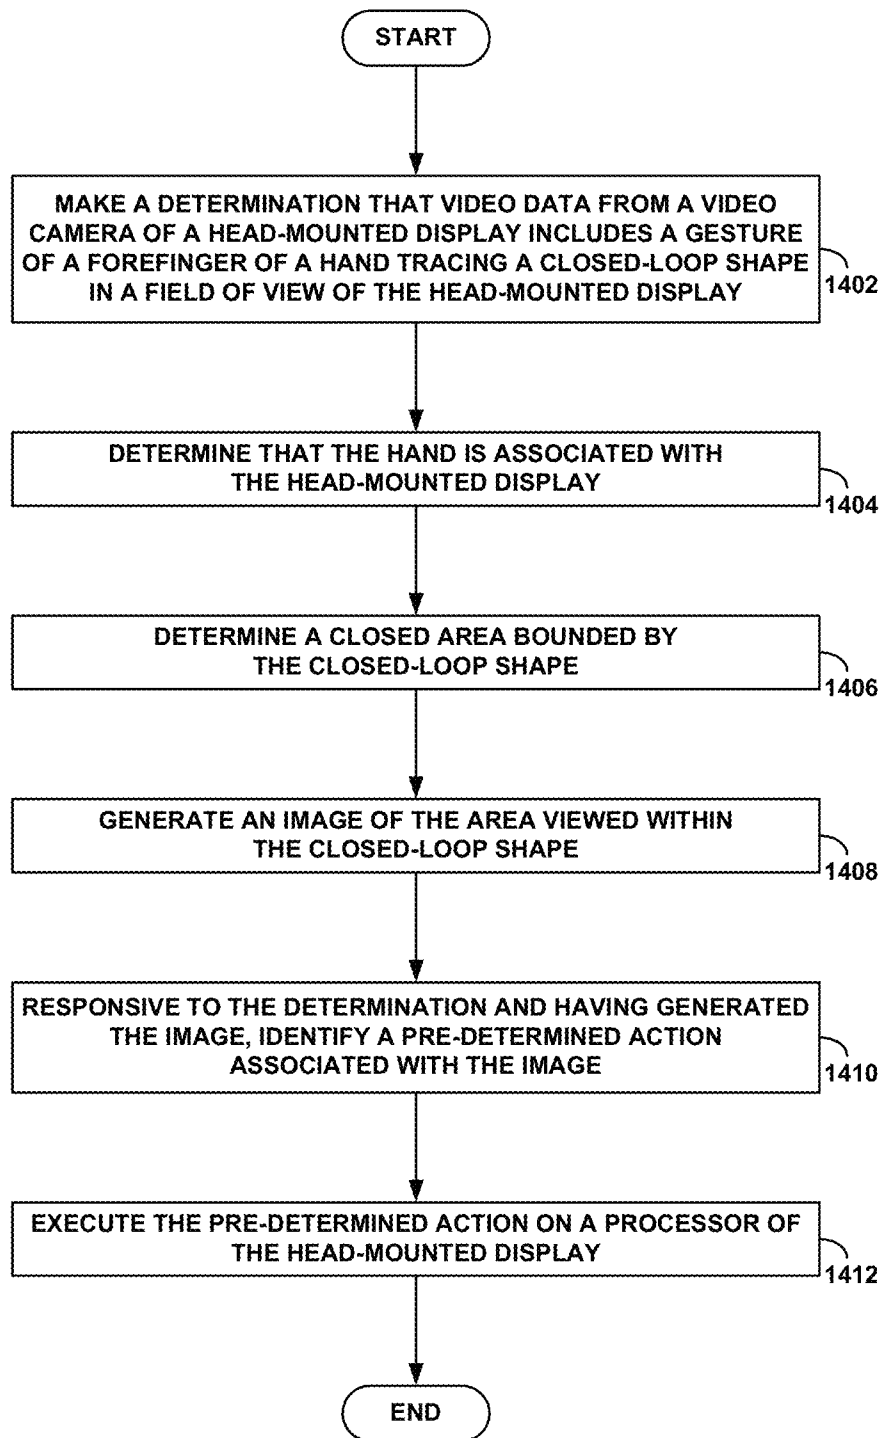 START
MAKE A DETERMINATION THAT VIDEO DATA FROM A VIDEO
CAMERA OF A HEAD-MOUNTED DISPLAY INCLUDES A GESTURE
OF A FOREFINGER OF A HAND TRACING A CLOSED-LOOP SHAPE
IN A FIELD OF VIEW OF THE HEAD-MOUNTED DISPLAY
1402
DETERMINE THAT THE HAND IS ASSOCIATED WITH
THE HEAD-MOUNTED DISPLAY
1404
DETERMINE A CLOSED AREA BOUNDED BY
THE CLOSED-LOOP SHAPE
1406
GENERATE AN IMAGE OF THE AREA VIEWED WITHIN
THE CLOSED-LOOP SHAPE
1408
RESPONSIVE TO THE DETERMINATION AND HAVING GENERATED
THE IMAGE, IDENTIFY A PRE-DETERMINED ACTION
ASSOCIATED WITH THE IMAGE
1410
EXECUTE THE PRE-DETERMINED ACTION ON A PROCESSOR OF
THE HEAD-MOUNTED DISPLAY
1412
END